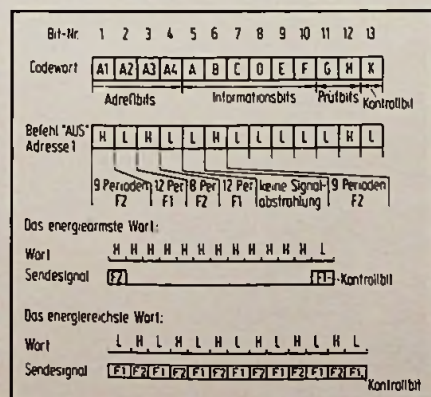 Bit-Nr. 1 2 3 4 5 6 7 8 9 10 11 12 13
Codewort A1 A2 A3 A4 A B C D E F G H K
Adreßbits Informationsbits Prüfbits Kontrollbit
Befehl "AUS" H L H L L H L L L L L H L
Adresse 1
9 Perioden 12 Per 8 Per 12 Per keine Signal- 9 Perioden
F2 F1 F2 F1 abstrahlung F2
Das energieärmste Wort:
Wort H H H H H H H H H H H H L
Sendesignal F2 F1 Kontrollbit
Das energiereichste Wort:
Wort L H L H L H L H L H L H L
Sendesignal F1 F2 F1 F2 F1 F2 F1 F2 F1 F2 F1 F2 F1
Kontrollbit